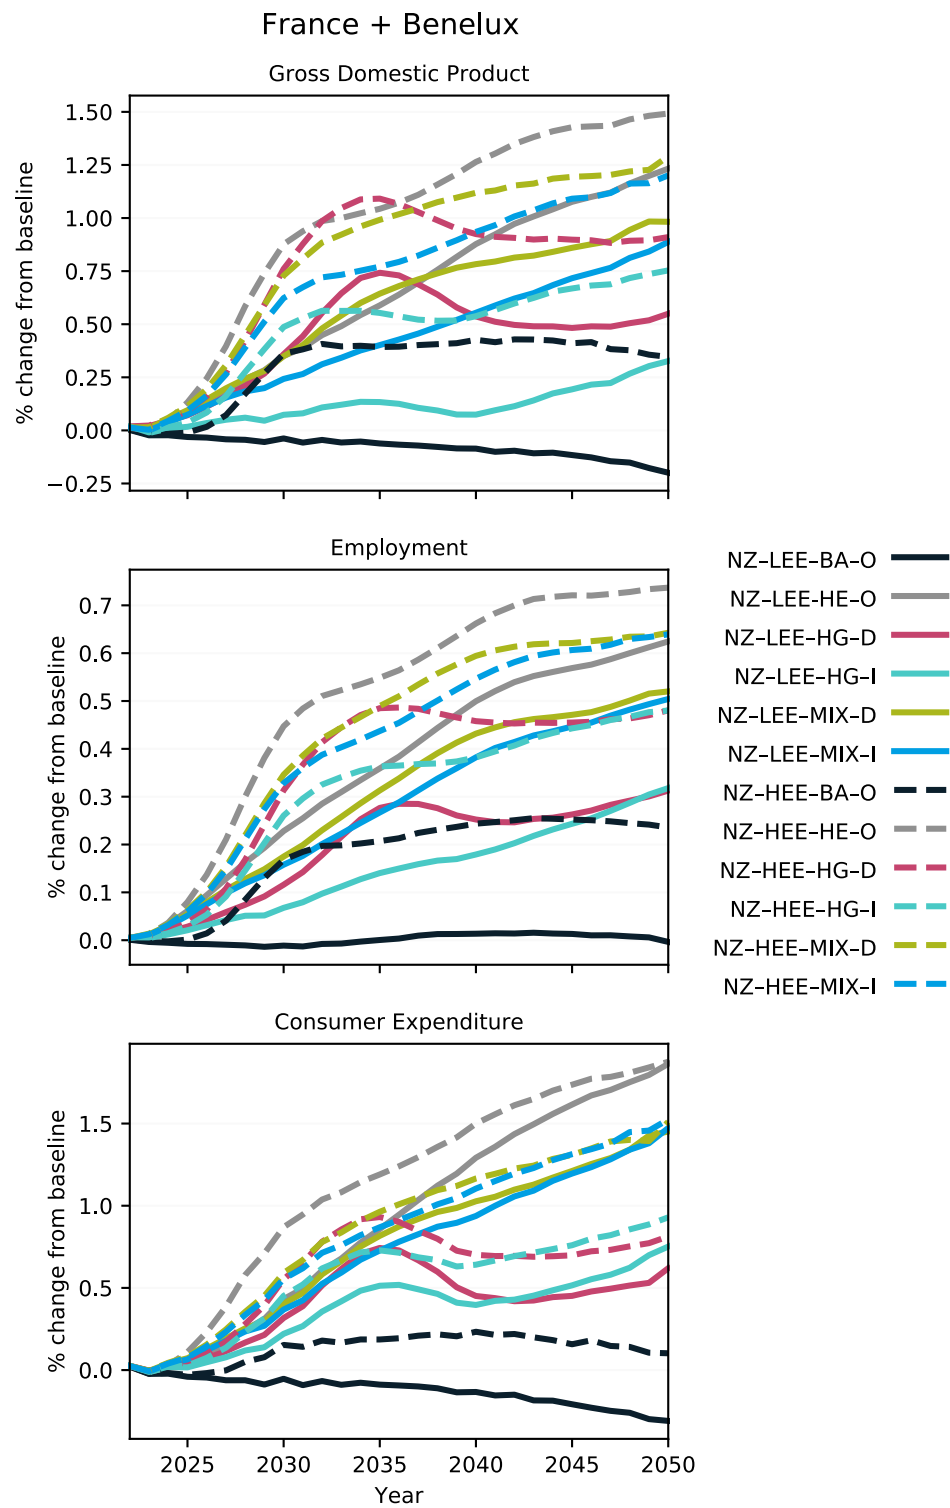 France + Benelux
Gross Domestic Product
% change from baseline
1.50
1.25
1.00
0.75
0.50
0.25
0.00
−0.25
Employment
% change from baseline
0.7
0.6
0.5
0.4
0.3
0.2
0.1
0.0
NZ–LEE–BA–O
NZ–LEE–HE–O
NZ–LEE–HG–D
NZ–LEE–HG–I
NZ–LEE–MIX–D
NZ–LEE–MIX–I
NZ–HEE–BA–O
NZ–HEE–HE–O
NZ–HEE–HG–D
NZ–HEE–HG–I
NZ–HEE–MIX–D
NZ–HEE–MIX–I
Consumer Expenditure
% change from baseline
1.5
1.0
0.5
0.0
2025 2030 2035 2040 2045 2050
Year